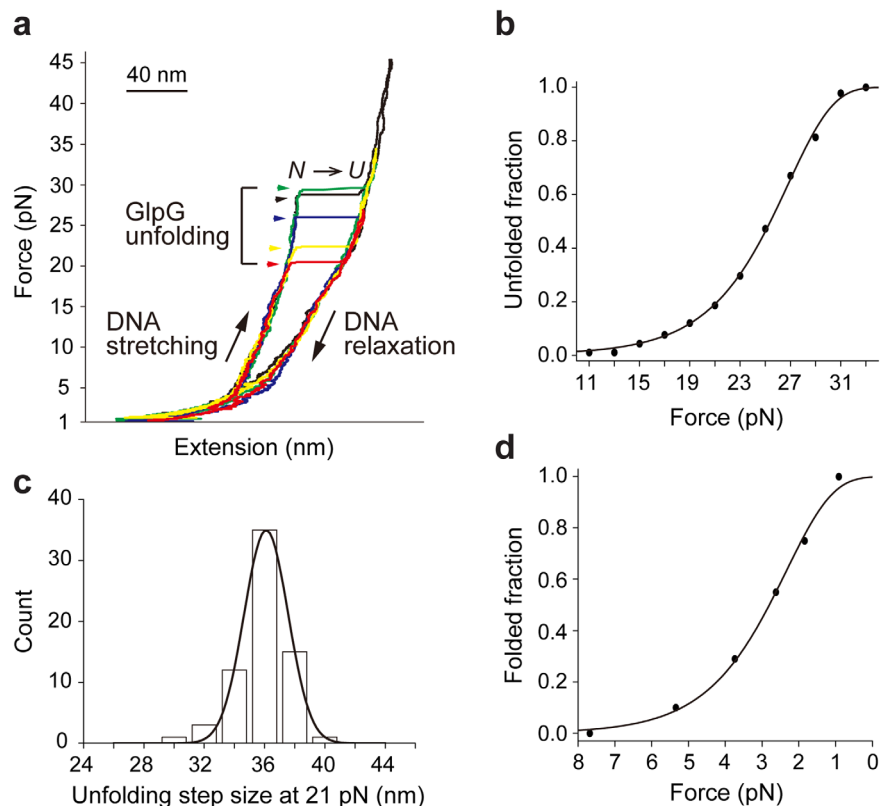 a
40 nm
45
40
35
30
25
20
15
10
5
1
Force (pN)
N → U
GlpG
unfolding
DNA
stretching
DNA
relaxation
Extension (nm)
b
1.0
0.8
0.6
0.4
0.2
0.0
Unfolded fraction
11 15 19 23 27 31
Force (pN)
c
40
30
20
10
0
Count
24 28 32 36 40 44
Unfolding step size at 21 pN (nm)
d
1.0
0.8
0.6
0.4
0.2
0.0
Folded fraction
8 7 6 5 4 3 2 1 0
Force (pN)